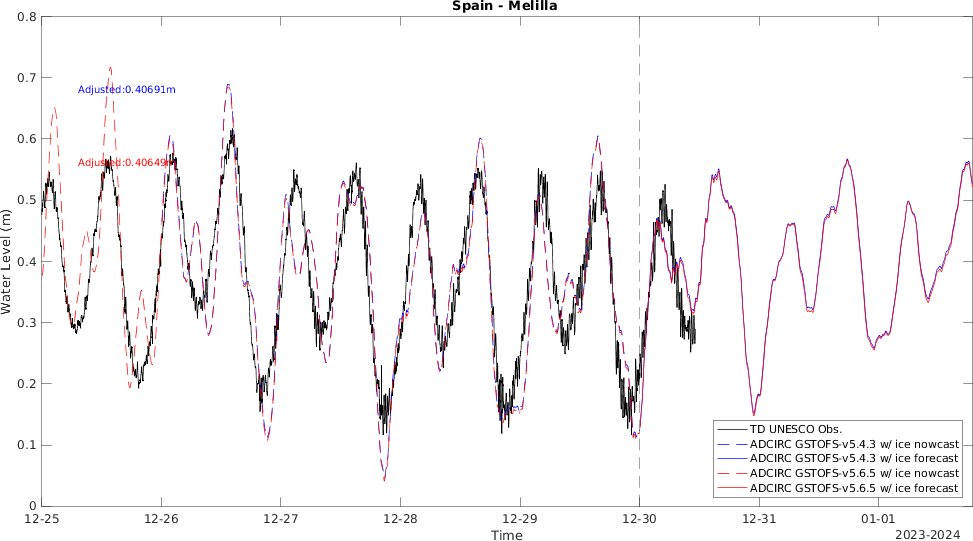 Spain - Melilla
0.8
0.7
0.6
0.5
0.4
0.3
0.2
0.1
0
Water Level (m)
Adjusted:0.40691m
Adjusted:0.40649m
TD UNESCO Obs.
ADCIRC GSTOFS-v5.4.3 w/ ice nowcast
ADCIRC GSTOFS-v5.4.3 w/ ice forecast
ADCIRC GSTOFS-v5.6.5 w/ ice nowcast
ADCIRC GSTOFS-v5.6.5 w/ ice forecast
12-25 12-26 12-27 12-28 12-29 12-30 12-31 01-01
Time
2023-2024